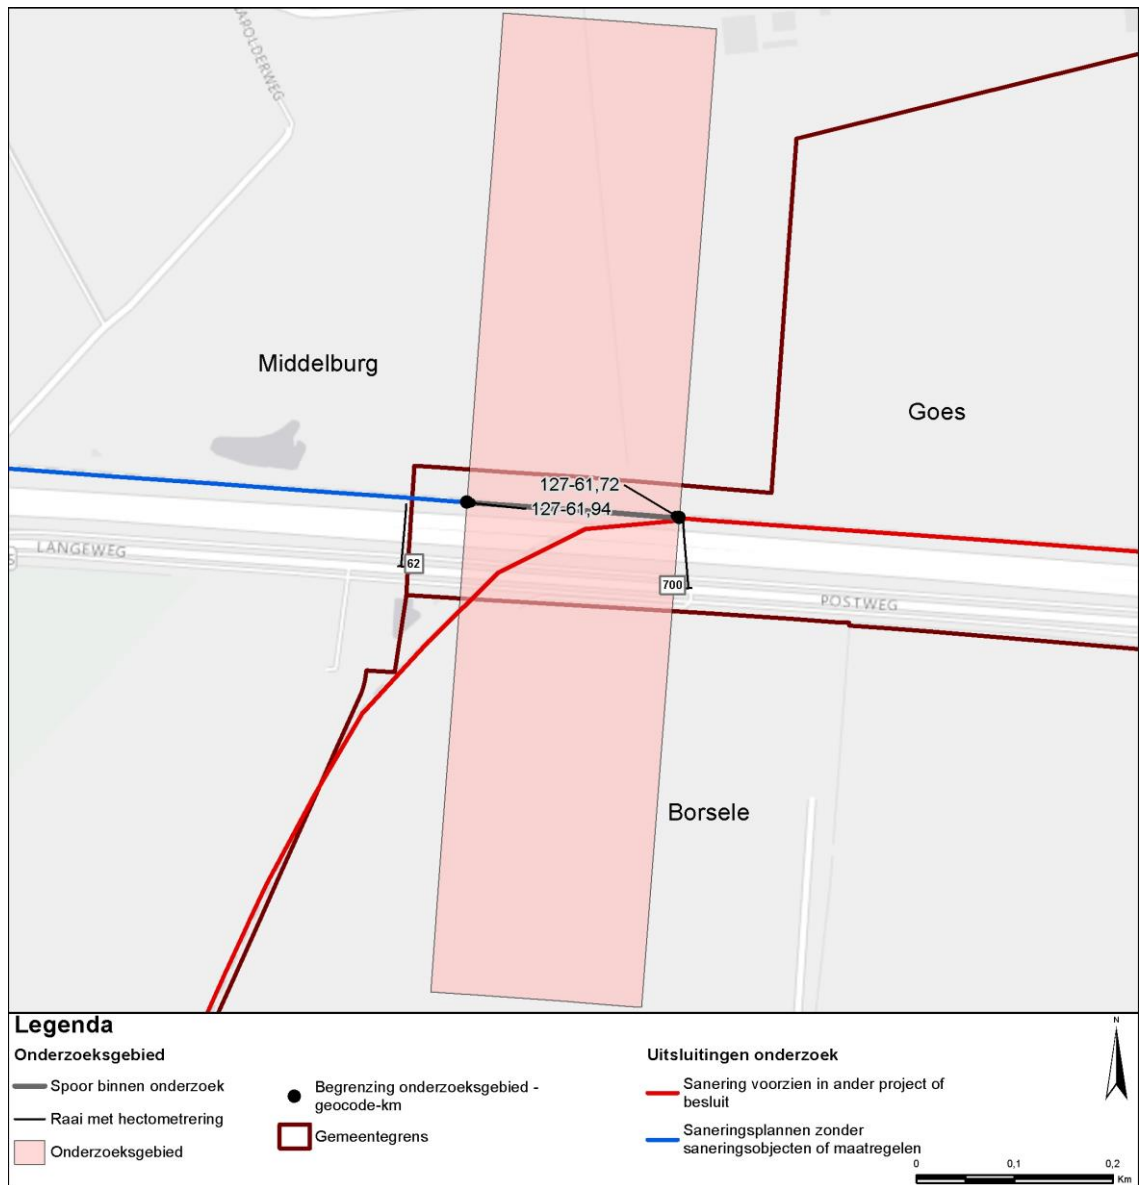 APOLDERWEG
Middelburg
Goes
127-61,72
127-61,94
LANGEWEG
62
700
POSTWEG
Borsele
Legenda
Onderzoeksgebied
Spoor binnen onderzoek
Raai met hectometrering
Onderzoeksgebied
Begrenzing onderzoeksgebied -
geocode-km
Gemeentegrens
Uitsluitingen onderzoek
Sanering voorzien in ander project of
besluit
Saneringsplannen zonder
saneringsobjecten of maatregelen
N
0 0,1 0,2
Km